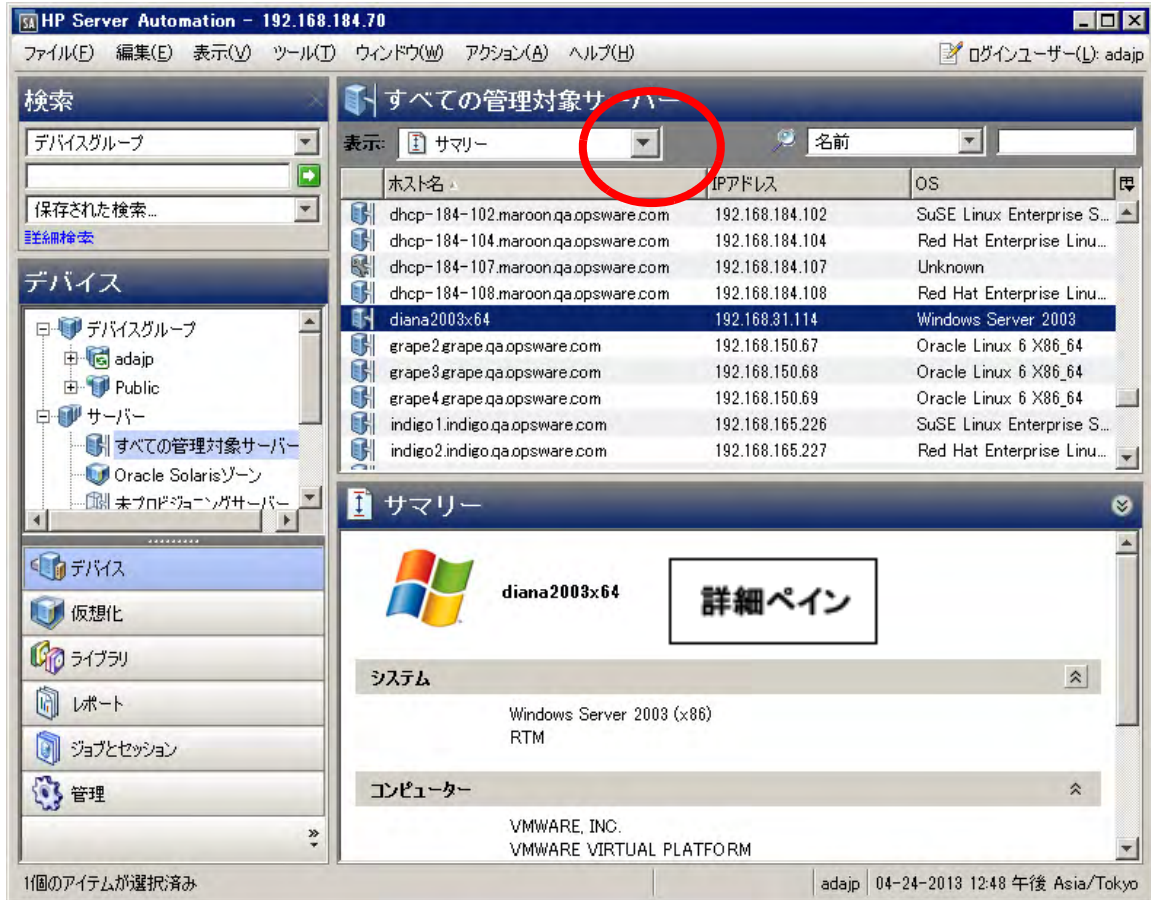 HP Server Automation - 192.168.184.70
ファイル(F) 編集(E) 表示(V) ツール(T) ウィンドウ(W) アクション(A) ヘルプ(H) ログインユーザー(L): adajp
検索
デバイスグループ
保存された検索...
詳細検索
デバイス
デバイスグループ
adajp
Public
サーバー
すべての管理対象サーバー
Oracle Solarisゾーン
未プロビジョニングサーバー
デバイス
仮想化
ライブラリ
レポート
ジョブとセッション
管理
すべての管理対象サーバー
表示: サマリー 名前
ホスト名 IPアドレス OS
dhcp-184-102.maroon.qa.opsware.com 192.168.184.102 SuSE Linux Enterprise S...
dhcp-184-104.maroon.qa.opsware.com 192.168.184.104 Red Hat Enterprise Linu...
dhcp-184-107.maroon.qa.opsware.com 192.168.184.107 Unknown
dhcp-184-108.maroon.qa.opsware.com 192.168.184.108 Red Hat Enterprise Linu...
diana2003x64 192.168.31.114 Windows Server 2003
grape2.grape.qa.opsware.com 192.168.150.67 Oracle Linux 6 X86_64
grape3.grape.qa.opsware.com 192.168.150.68 Oracle Linux 6 X86_64
grape4.grape.qa.opsware.com 192.168.150.69 Oracle Linux 6 X86_64
indigo1.indigo.qa.opsware.com 192.168.165.226 SuSE Linux Enterprise S...
indigo2.indigo.qa.opsware.com 192.168.165.227 Red Hat Enterprise Linu...
サマリー
diana2003x64
詳細ペイン
システム
Windows Server 2003 (x86)
RTM
コンピューター
VMWARE, INC.
VMWARE VIRTUAL PLATFORM
1個のアイテムが選択済み adajp 04-24-2013 12:48 午後 Asia/Tokyo